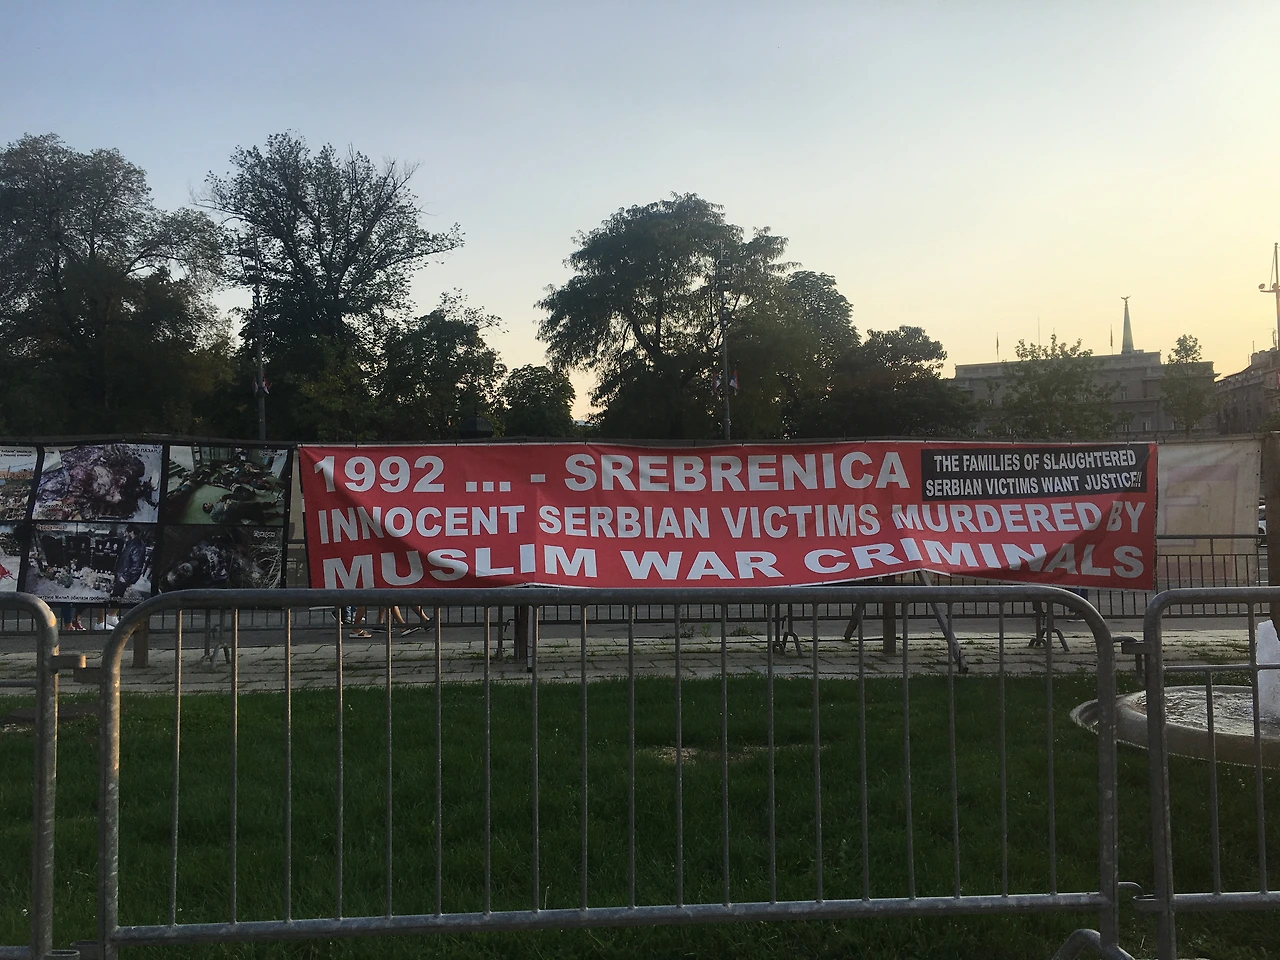 1992 ... - SREBRENICA
THE FAMILIES OF SLAUGHTERED
SERBIAN VICTIMS WANT JUSTICE!!
INNOCENT SERBIAN VICTIMS MURDERED BY
MUSLIM WAR CRIMINALS